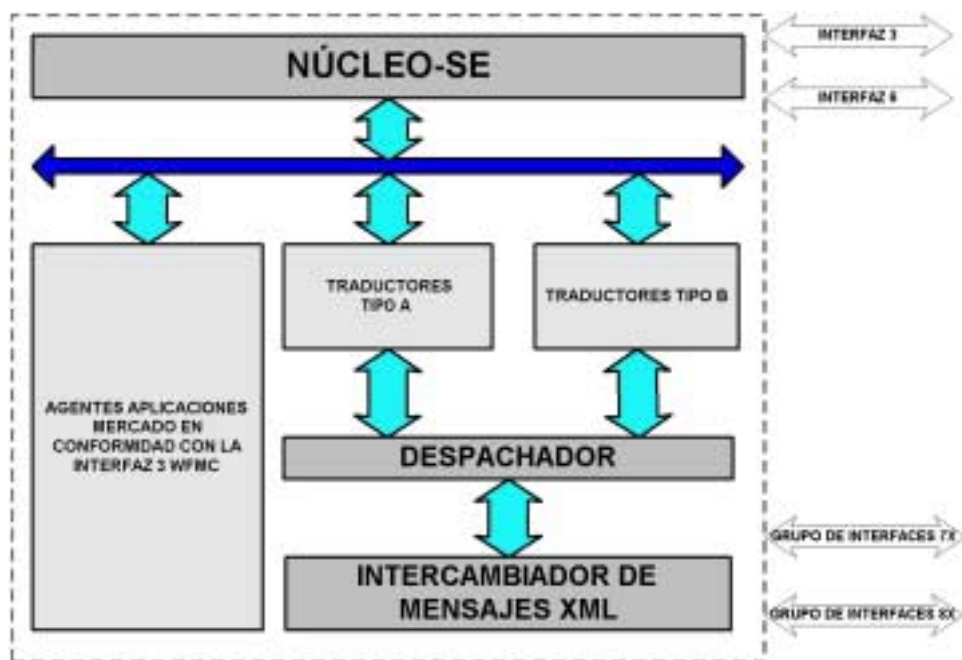 NÚCLEO-SE
INTERFAZ 3
INTERFAZ 6
TRADUCTORES
TIPO A
TRADUCTORES TIPO B
AGENTES APLICACIONES
MERCADO EN
CONFORMIDAD CON LA
INTERFAZ 3 WFMC
DESPACHADOR
INTERCAMBIADOR DE
MENSAJES XML
GRUPO DE INTERFACES 7X
GRUPO DE INTERFACES 8X